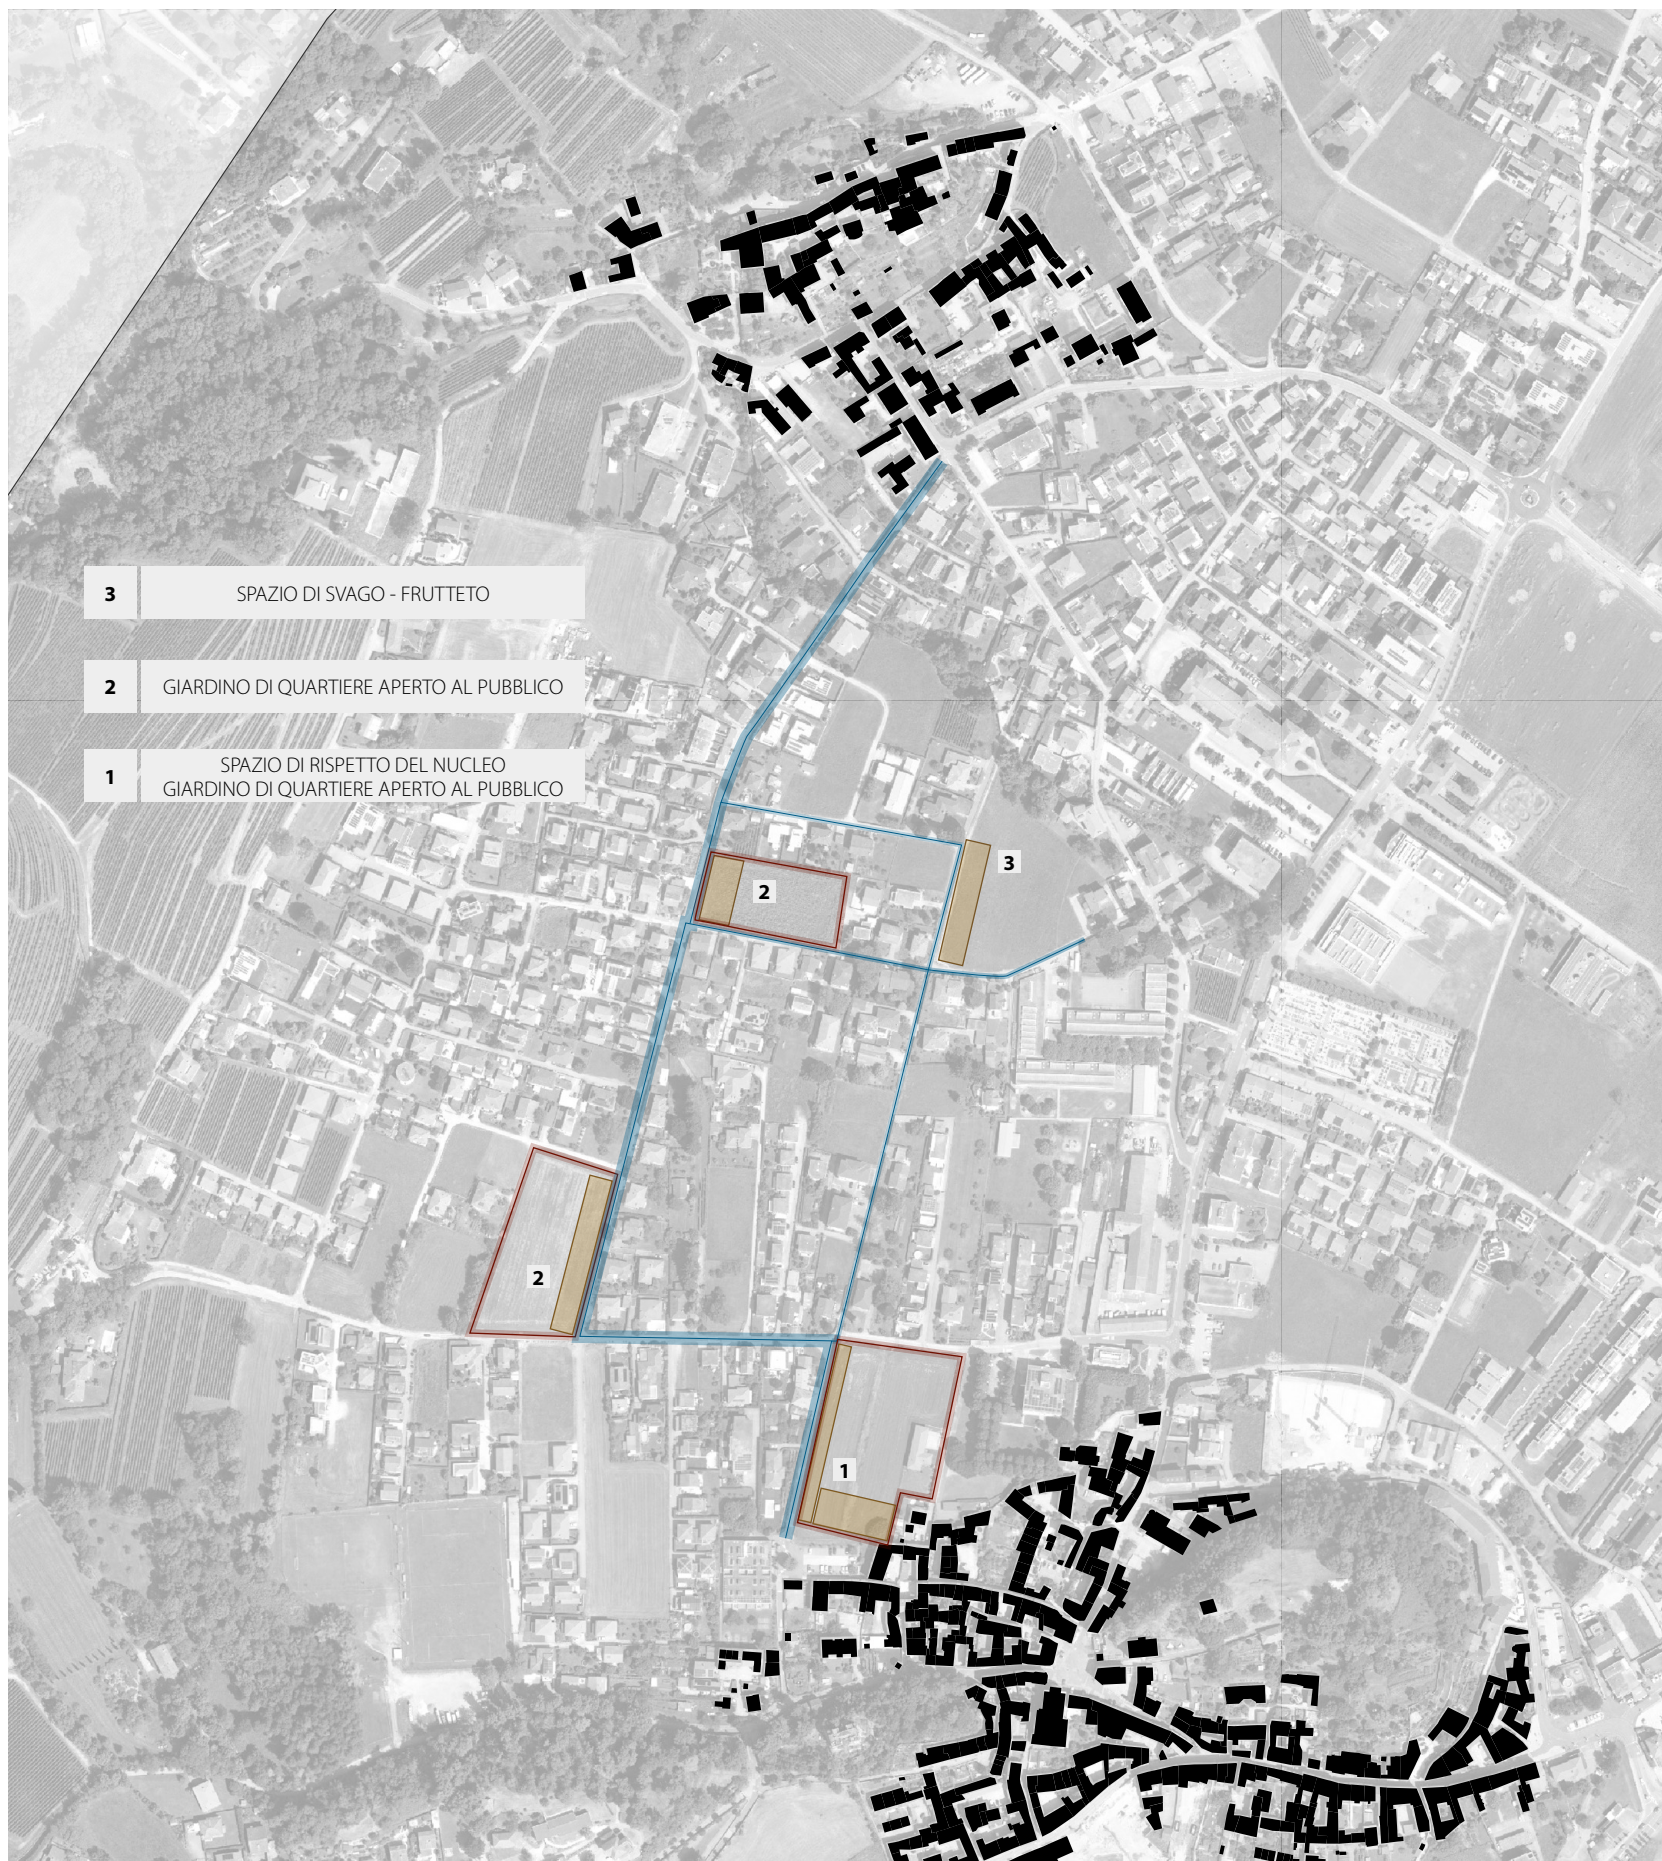 3 SPAZIO DI SVAGO - FRUTTETO
2 GIARDINO DI QUARTIERE APERTO AL PUBBLICO
1 SPAZIO DI RISPETTO DEL NUCLEO
GIARDINO DI QUARTIERE APERTO AL PUBBLICO
3
2
2
1